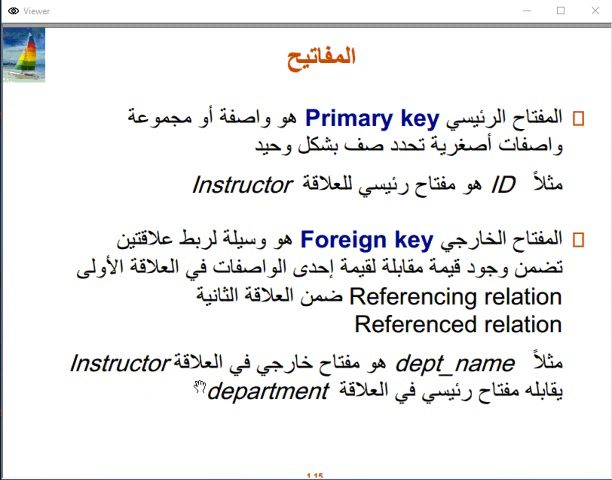 Viewer
المفاتيح
المفتاح الرئيسي Primary key هو واصفة أو مجموعة
واصفات أصغرية تحدد صف بشكل وحيد
مثلاً ID هو مفتاح رئيسي للعلاقة Instructor
المفتاح الخارجي Foreign key هو وسيلة لربط علاقتين
تضمن وجود قيمة مقابلة لقيمة إحدى الواصفات في العلاقة الأولى
Referencing relation ضمن العلاقة الثانية
Referenced relation
مثلاً dept_name هو مفتاح خارجي في العلاقة Instructor
يقابله مفتاح رئيسي في العلاقة department
1.15